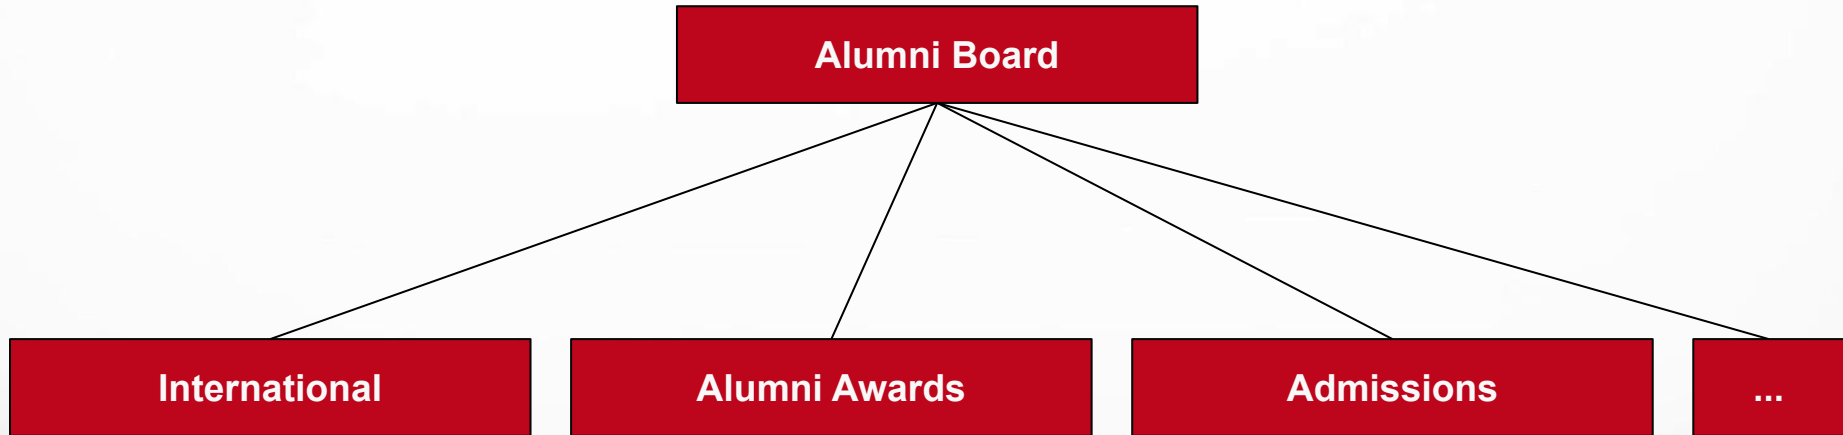 Alumni Board
International
Alumni Awards
Admissions
...